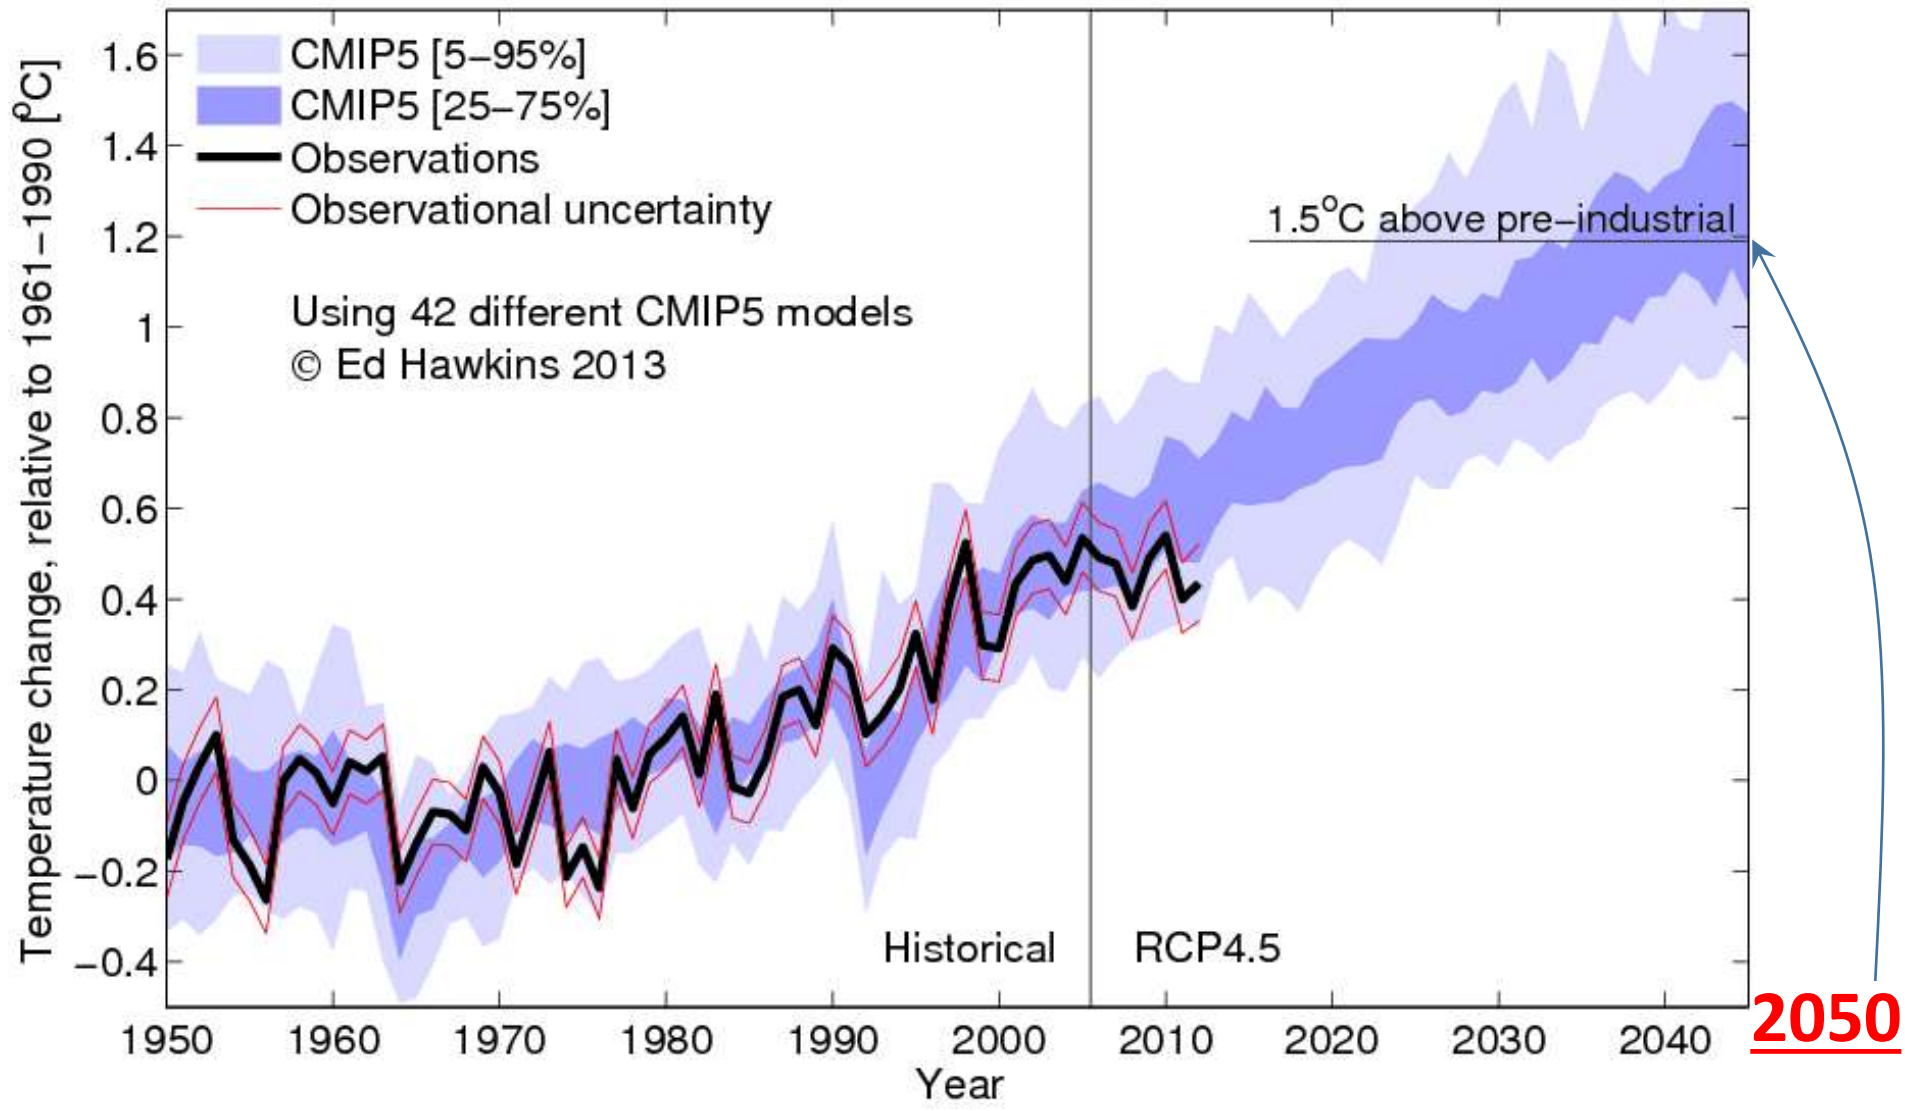 CMIP5 [5–95%]
CMIP5 [25–75%]
Observations
Observational uncertainty
Using 42 different CMIP5 models
© Ed Hawkins 2013
1.5°C above pre–industrial
Historical
RCP4.5
Temperature change, relative to 1961–1990 [°C]
1.6
1.4
1.2
1
0.8
0.6
0.4
0.2
0
–0.2
–0.4
1950 1960 1970 1980 1990 2000 2010 2020 2030 2040
2050
Year